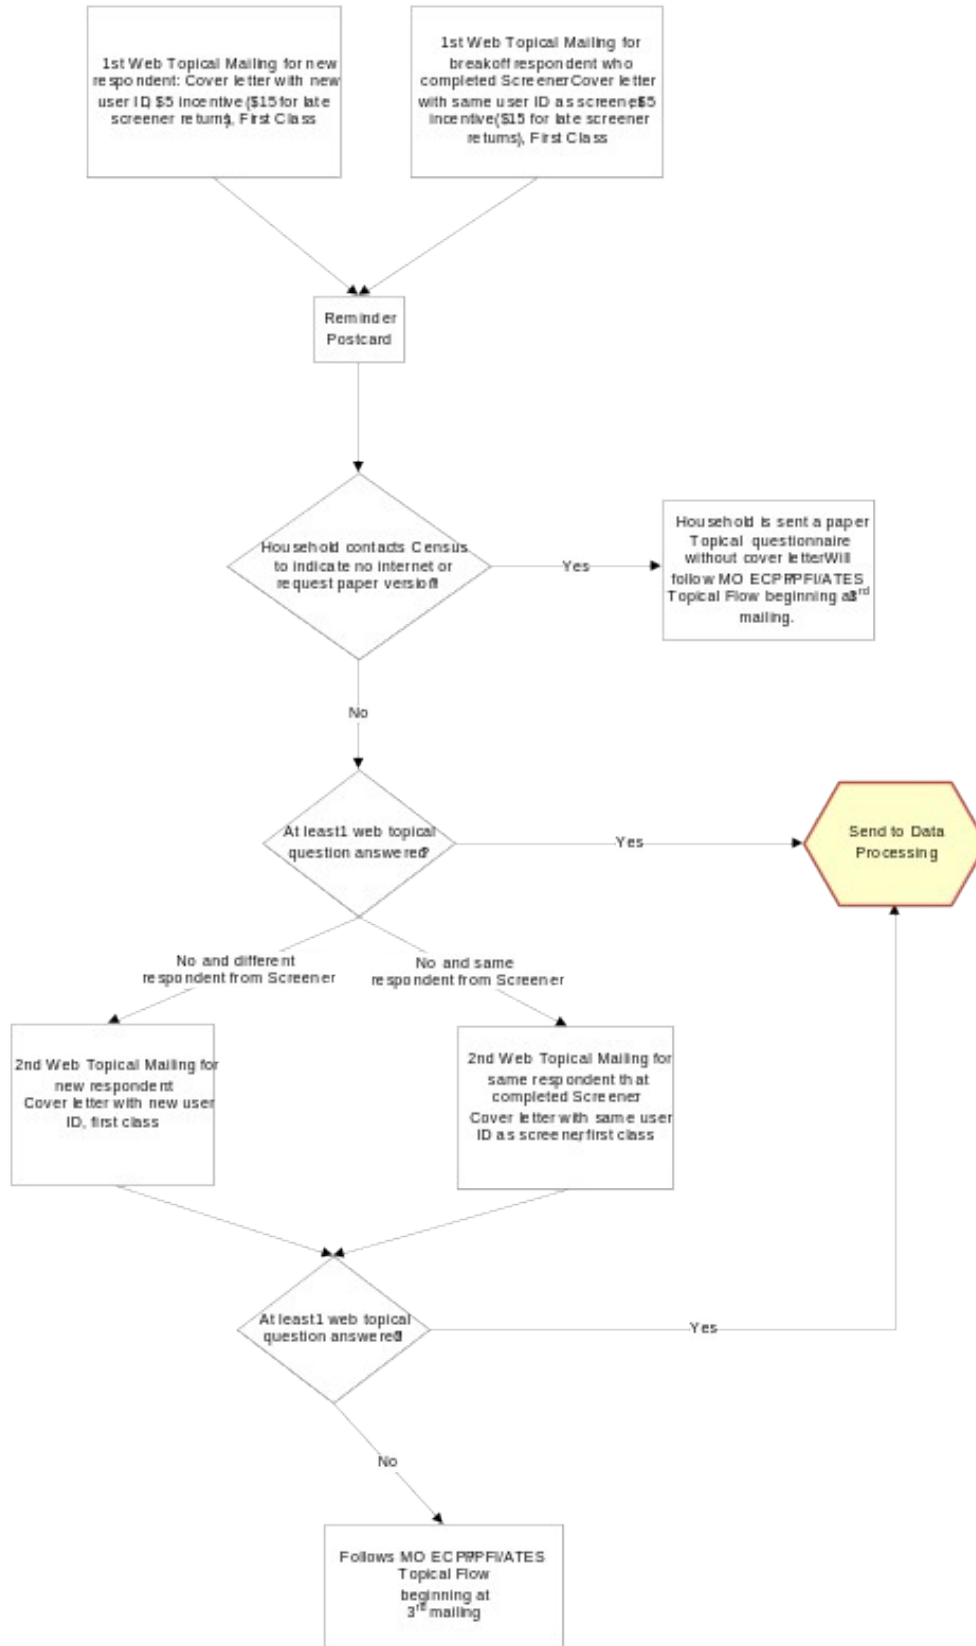 1st Web Topical Mailing for new
respondent: Cover letter with new
user ID, $5 incentive ($15 for late
screener returns), First Class
1st Web Topical Mailing for
breakoff respondent who
completed Screener Cover letter
with same user ID as screener, $5
incentive ($15 for late screener
returns), First Class
Reminder
Postcard
Household contacts Census
to indicate no internet or
request paper version?
Yes
Household is sent a paper
Topical questionnaire
without cover letter Will
follow MO ECPP/PFI/ATES
Topical Flow beginning at 3rd
mailing.
No
At least 1 web topical
question answered?
Yes
Send to Data
Processing
No and different
respondent from Screener
No and same
respondent from Screener
2nd Web Topical Mailing for
new respondent
Cover letter with new user
ID, first class
2nd Web Topical Mailing for
same respondent that
completed Screener
Cover letter with same user
ID as screener, first class
At least 1 web topical
question answered?
Yes
No
Follows MO ECPP/PFI/ATES
Topical Flow
beginning at
3rd mailing